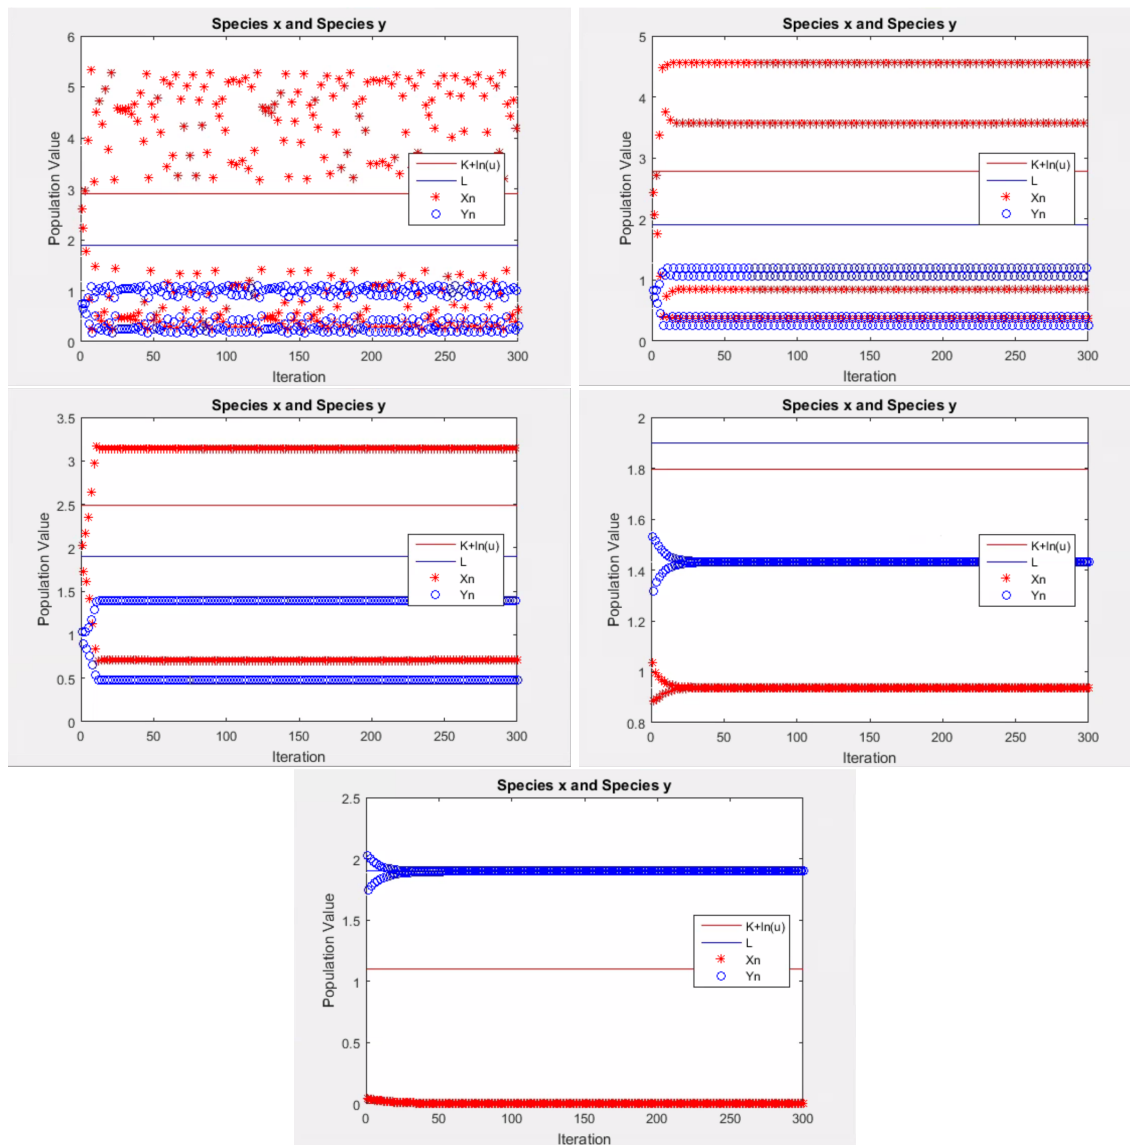 Species x and Species y
Population Value
6
5
4
3
2
1
0
K+ln(u)
L
Xn
Yn
0 50 100 150 200 250 300
Iteration
Species x and Species y
Population Value
5
4
3
2
1
0
K+ln(u)
L
Xn
Yn
0 50 100 150 200 250 300
Iteration
Species x and Species y
Population Value
3.5
3
2.5
2
1.5
1
0.5
0
K+ln(u)
L
Xn
Yn
0 50 100 150 200 250 300
Iteration
Species x and Species y
Population Value
2
1.8
1.6
1.4
1.2
1
0.8
K+ln(u)
L
Xn
Yn
0 50 100 150 200 250 300
Iteration
Species x and Species y
Population Value
2.5
2
1.5
1
0.5
0
K+ln(u)
L
Xn
Yn
0 50 100 150 200 250 300
Iteration